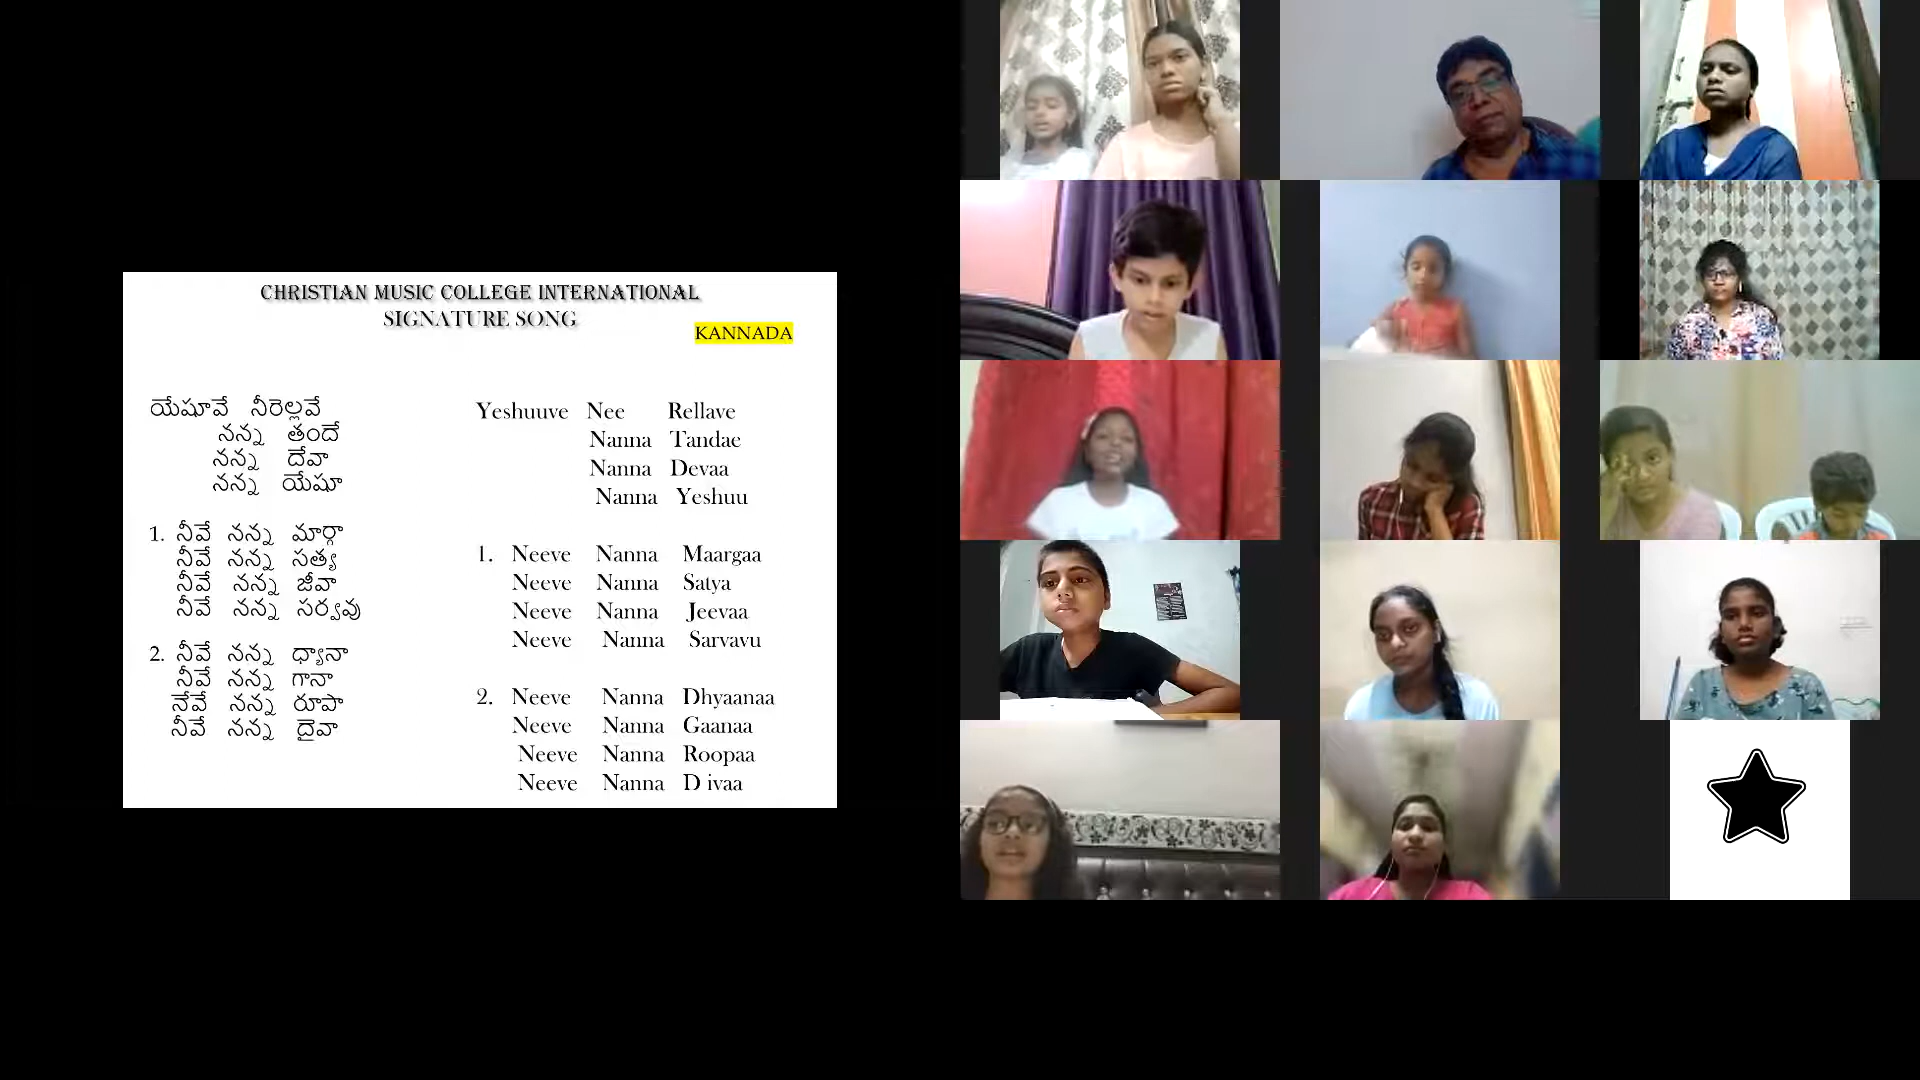 CHRISTIAN MUSIC COLLEGE INTERNATIONAL
SIGNATURE SONG
KANNADA
యేషూవే నీరెల్లవే
నన్న తందే
నన్న దేవా
నన్న యేషూ
1. నీవే నన్న మార్గా
నీవే నన్న సత్య
నీవే నన్న జీవా
నీవే నన్న సర్వవు
2. నీవే నన్న ధ్యానా
నీవే నన్న గానా
నేవే నన్న రూపా
నీవే నన్న దైవా
Yeshuuve Nee Rellave
Nanna Tandae
Nanna Devaa
Nanna Yeshuu
1. Neeve Nanna Maargaa
Neeve Nanna Satya
Neeve Nanna Jeevaa
Neeve Nanna Sarvavu
2. Neeve Nanna Dhyaanaa
Neeve Nanna Gaanaa
Neeve Nanna Roopaa
Neeve Nanna D ivaa